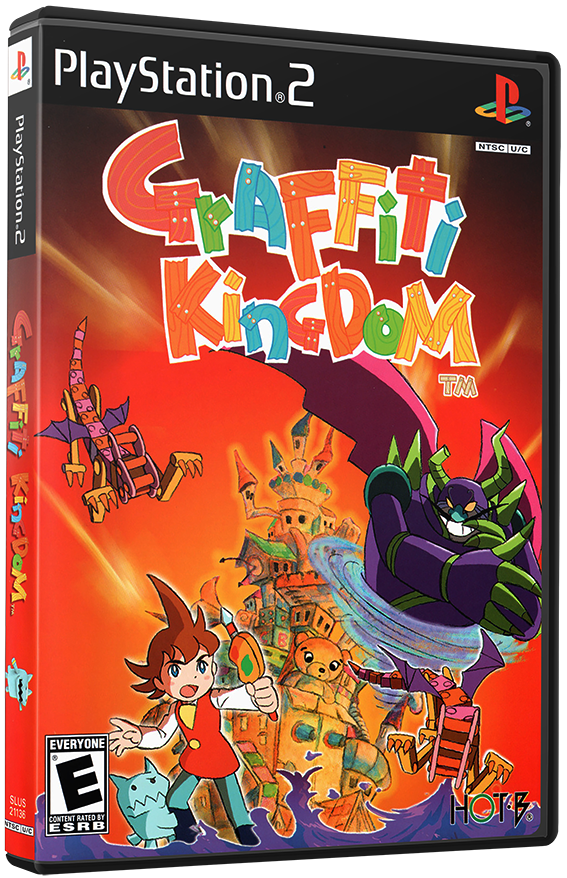 PlayStation®2
NTSC U/C
GRAFFiTi
KiNGDOM
TM
EVERYONE
E
®
CONTENT RATED BY
ESRB
HOT·B®
PlayStation.2
GRAFFiTi KiNGDOM TM
SLUS
21136
NTSC U/C